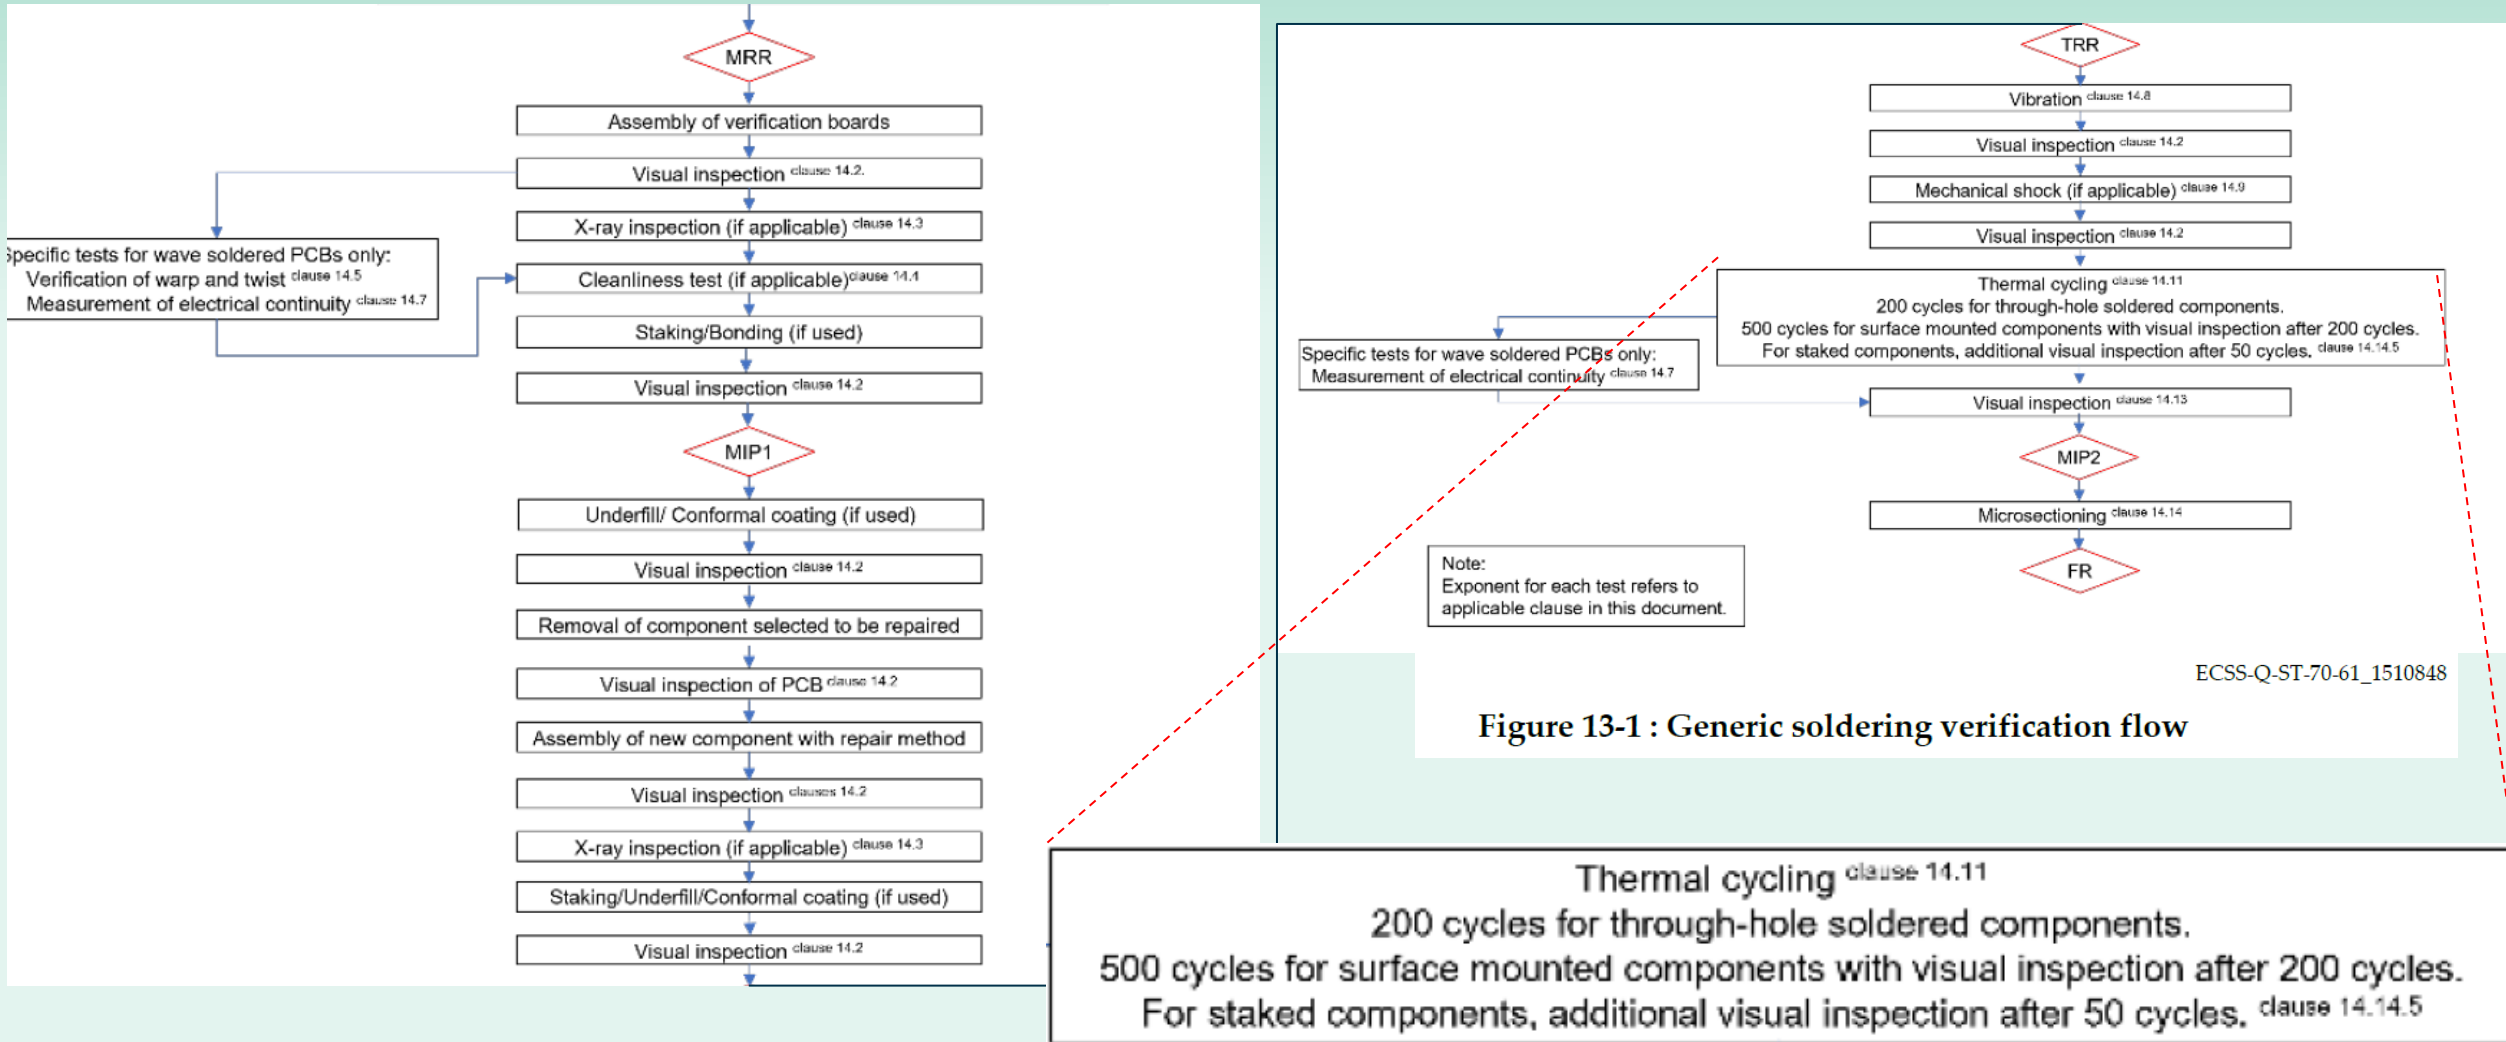 MRR
Assembly of verification boards
Visual inspection clause 14.2.
X-ray inspection (if applicable) clause 14.3
pecific tests for wave soldered PCBs only:
Verification of warp and twist clause 14.5
Measurement of electrical continuity clause 14.7
Cleanliness test (if applicable)clause 14.4
Staking/Bonding (if used)
Visual inspection clause 14.2
MIP1
Underfill/ Conformal coating (if used)
Visual inspection clause 14.2
Removal of component selected to be repaired
Visual inspection of PCB clause 14.2
Assembly of new component with repair method
Visual inspection clauses 14.2
X-ray inspection (if applicable) clause 14.3
Staking/Underfill/Conformal coating (if used)
Visual inspection clause 14.2
TRR
Vibration clause 14.8
Visual inspection clause 14.2
Mechanical shock (if applicable) clause 14.9
Visual inspection clause 14.2
Thermal cycling clause 14.11
200 cycles for through-hole soldered components.
500 cycles for surface mounted components with visual inspection after 200 cycles.
For staked components, additional visual inspection after 50 cycles. clause 14.14.5
Specific tests for wave soldered PCBs only:
Measurement of electrical continuity clause 14.7
Visual inspection clause 14.13
MIP2
Microsectioning clause 14.14
FR
Note:
Exponent for each test refers to
applicable clause in this document.
ECSS-Q-ST-70-61_1510848
Figure 13-1 : Generic soldering verification flow
Thermal cycling clause 14.11
200 cycles for through-hole soldered components.
500 cycles for surface mounted components with visual inspection after 200 cycles.
For staked components, additional visual inspection after 50 cycles. clause 14.14.5